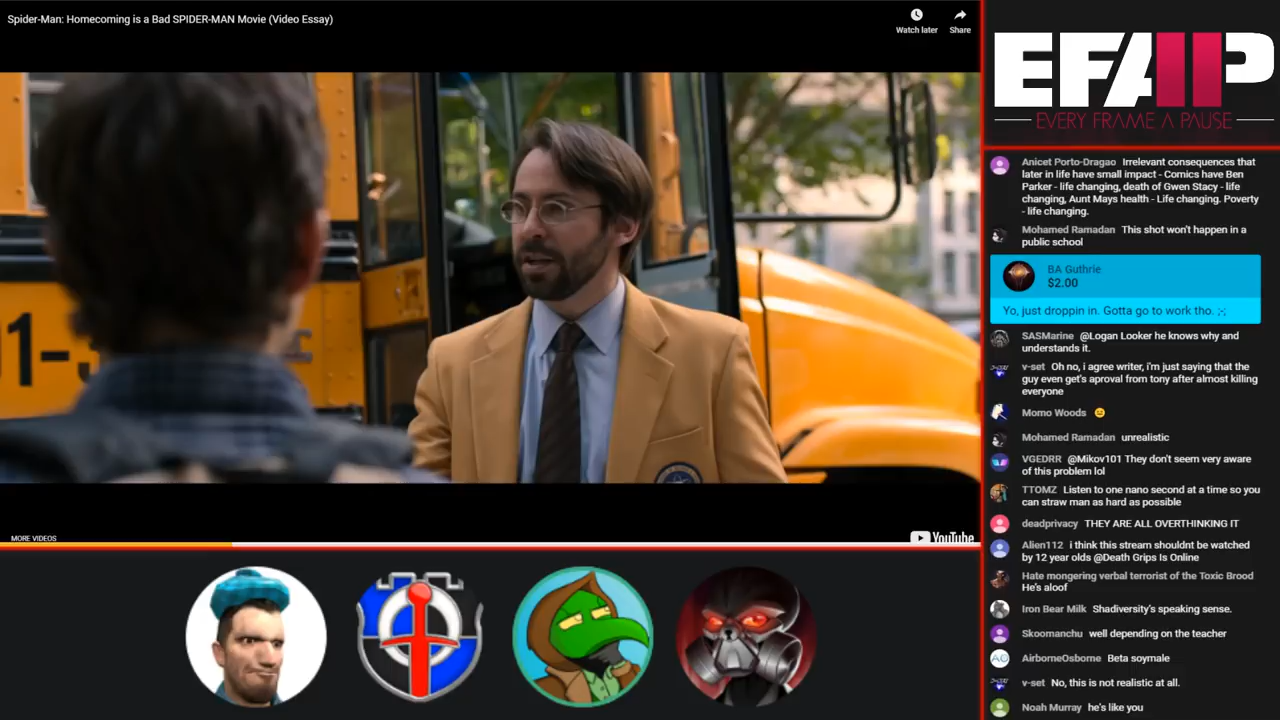 Spider-Man: Homecoming is a Bad SPIDER-MAN Movie (Video Essay)
Watch later
Share
1-
MORE VIDEOS
YouTube
EFAP
EVERY FRAME A PAUSE
Anicet Porto-Dragao Irrelevant consequences that
later in life have small impact - Comics have Ben
Parker - life changing, death of Gwen Stacy - life
changing, Aunt Mays health - Life changing. Poverty
- life changing.
Mohamed Ramadan This shot won't happen in a
public school
BA Guthrie
$2.00
Yo, just droppin in. Gotta go to work tho. ;-;
SASMarine @Logan Looker he knows why and
understands it.
v-set Oh no, i agree writer, i'm just saying that the
guy even get's aproval from tony after almost killing
everyone
Momo Woods
Mohamed Ramadan unrealistic
VGEDRR @Mikov101 They don't seem very aware
of this problem lol
TTOMZ Listen to one nano second at a time so you
can straw man as hard as possible
deadprivacy THEY ARE ALL OVERTHINKING IT
Alien112 i think this stream shouldnt be watched
by 12 year olds @Death Grips Is Online
Hate mongering verbal terrorist of the Toxic Brood
He's aloof
Iron Bear Milk Shadiversity's speaking sense.
Skoomanchu well depending on the teacher
AirborneOsborne Beta soymale
v-set No, this is not realistic at all.
Noah Murray he's like you